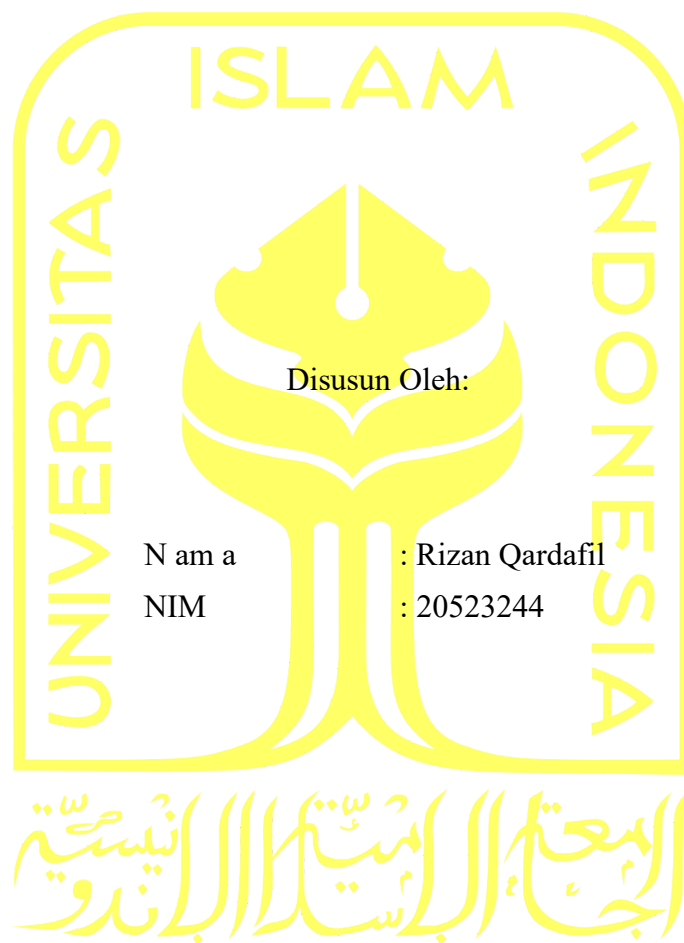 ISLAM
UNIVERSITAS
INDONESIA
Disusun Oleh:
N am a : Rizan Qardafil
NIM : 20523244
الجامعة الإسلامية الإندونيسية